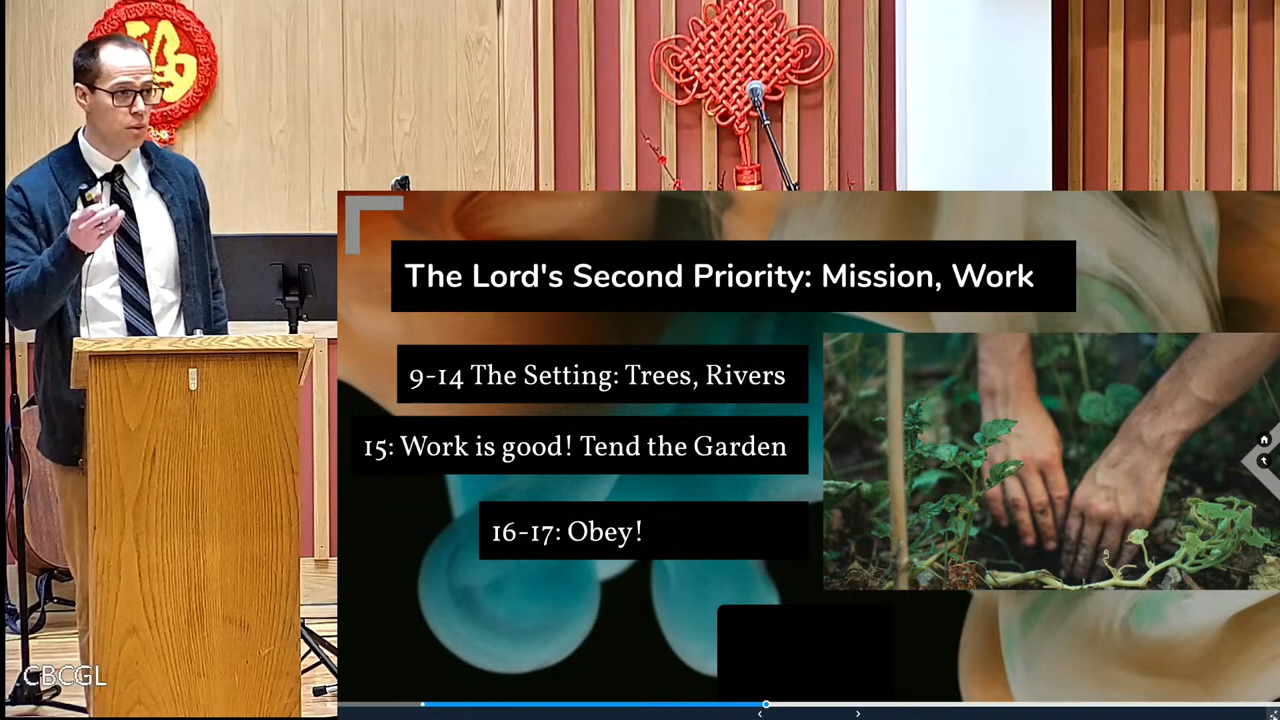 福
The Lord's Second Priority: Mission, Work
9-14 The Setting: Trees, Rivers
15: Work is good! Tend the Garden
16-17: Obey!
CBCGL